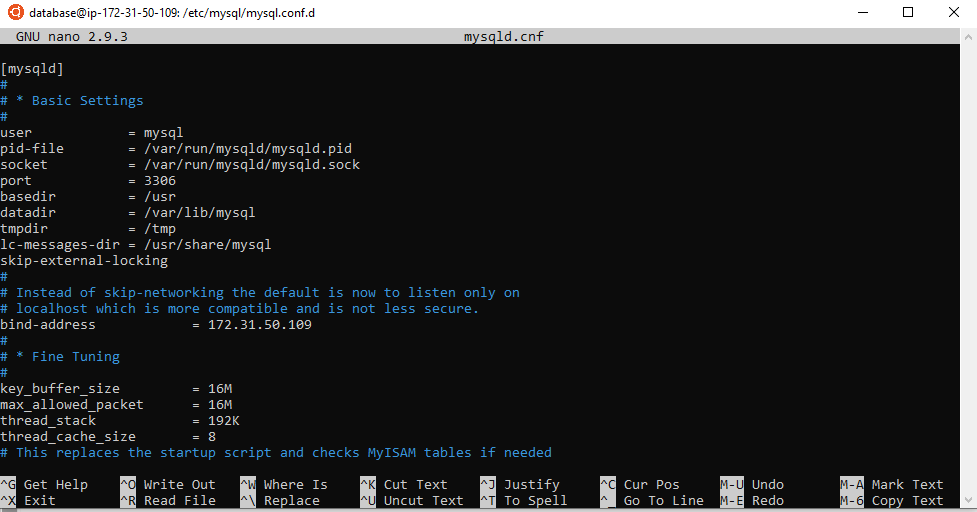 database@ip-172-31-50-109: /etc/mysql/mysql.conf.d
GNU nano 2.9.3 mysqld.cnf
[mysqld]
#
# * Basic Settings
#
user = mysql
pid-file = /var/run/mysqld/mysqld.pid
socket = /var/run/mysqld/mysqld.sock
port = 3306
basedir = /usr
datadir = /var/lib/mysql
tmpdir = /tmp
lc-messages-dir = /usr/share/mysql
skip-external-locking
#
# Instead of skip-networking the default is now to listen only on
# localhost which is more compatible and is not less secure.
bind-address = 172.31.50.109
#
# * Fine Tuning
#
key_buffer_size = 16M
max_allowed_packet = 16M
thread_stack = 192K
thread_cache_size = 8
# This replaces the startup script and checks MyISAM tables if needed
^G Get Help ^O Write Out ^W Where Is ^K Cut Text ^J Justify ^C Cur Pos M-U Undo M-A Mark Text
^X Exit ^R Read File ^\ Replace ^U Uncut Text ^T To Spell ^_ Go To Line M-E Redo M-6 Copy Text